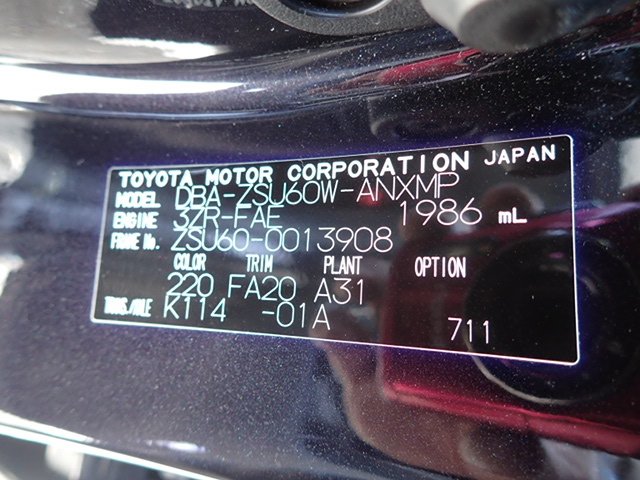 TOYOTA MOTOR CORPORATION JAPAN
MODEL DBA-ZSU60W-ANXMP
ENGINE 3ZR-FAE 1986 mL
FRAME No. ZSU60-0013908
COLOR TRIM PLANT OPTION
220 FA20 A31
TRANS./AXLE K114 -01A
711